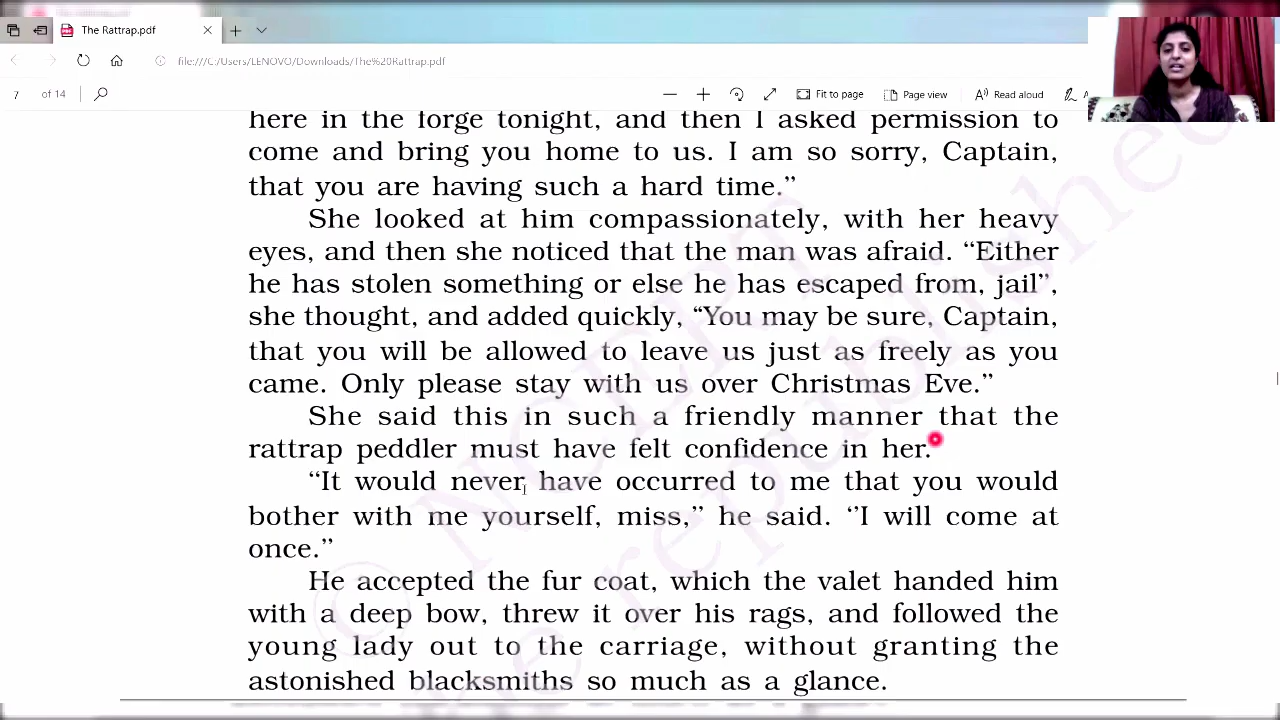 The Rattrap.pdf
file:///C:/Users/LENOVO/Downloads/The%20Rattrap.pdf
7 of 14
Fit to page
Page view
Read aloud
here in the forge tonight, and then I asked permission to
come and bring you home to us. I am so sorry, Captain,
that you are having such a hard time.’’
She looked at him compassionately, with her heavy
eyes, and then she noticed that the man was afraid. “Either
he has stolen something or else he has escaped from, jail’’,
she thought, and added quickly, “You may be sure, Captain,
that you will be allowed to leave us just as freely as you
came. Only please stay with us over Christmas Eve.’’
She said this in such a friendly manner that the
rattrap peddler must have felt confidence in her.
‘‘It would never have occurred to me that you would
bother with me yourself, miss,’’ he said. ‘’I will come at
once.’’
He accepted the fur coat, which the valet handed him
with a deep bow, threw it over his rags, and followed the
young lady out to the carriage, without granting the
astonished blacksmiths so much as a glance.
© NCERT
be republished